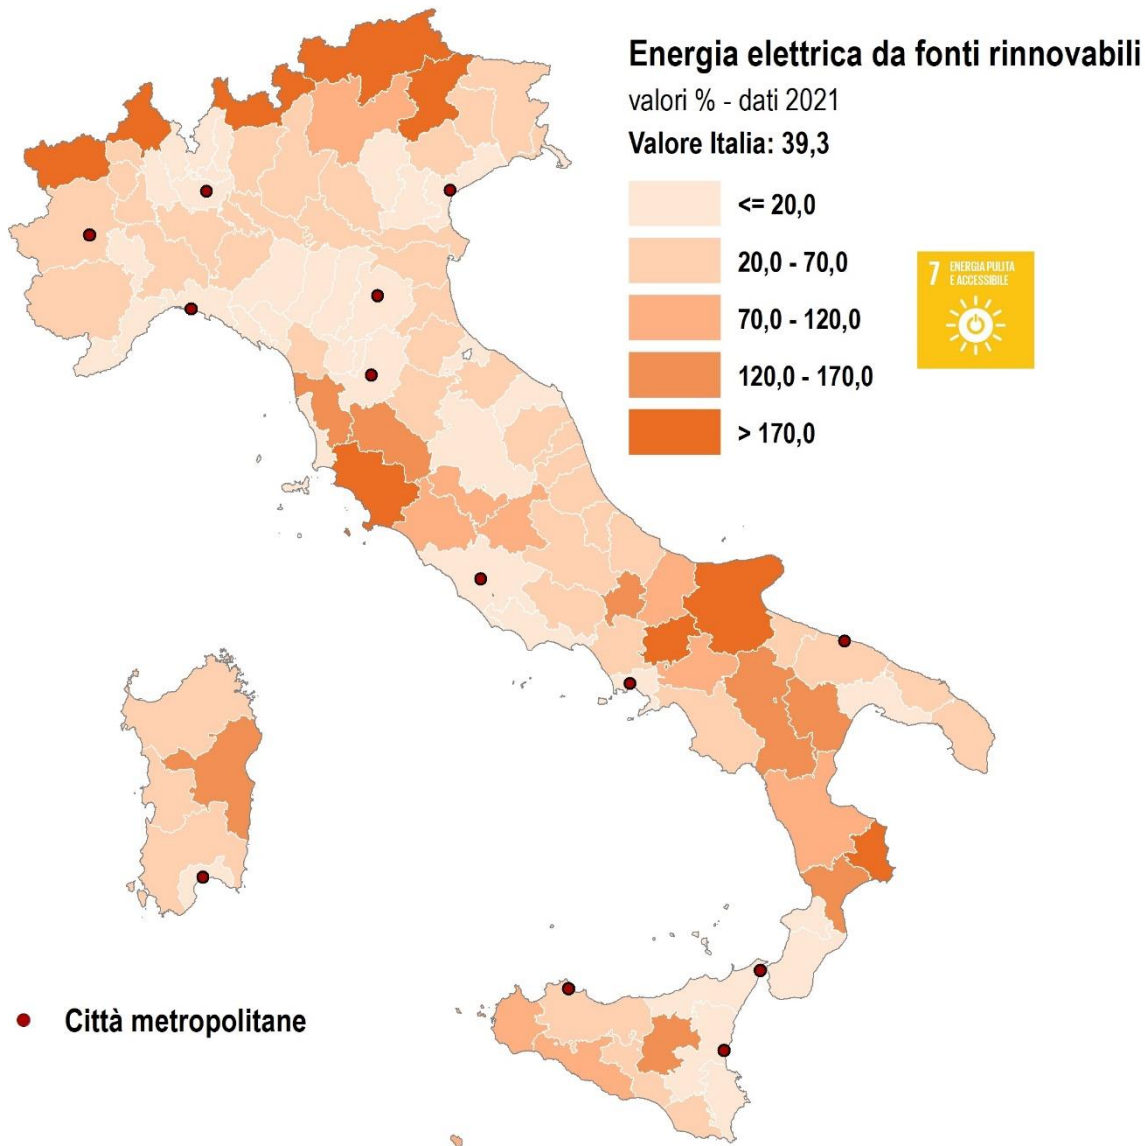 Energia elettrica da fonti rinnovabili
valori % - dati 2021
Valore Italia: 39,3
<= 20,0
20,0 - 70,0
70,0 - 120,0
120,0 - 170,0
> 170,0
7 ENERGIA PULITA
E ACCESSIBILE
Città metropolitane